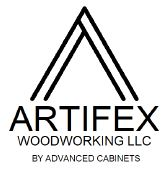 ARTIFEX
WOODWORKING LLC
BY ADVANCED CABINETS